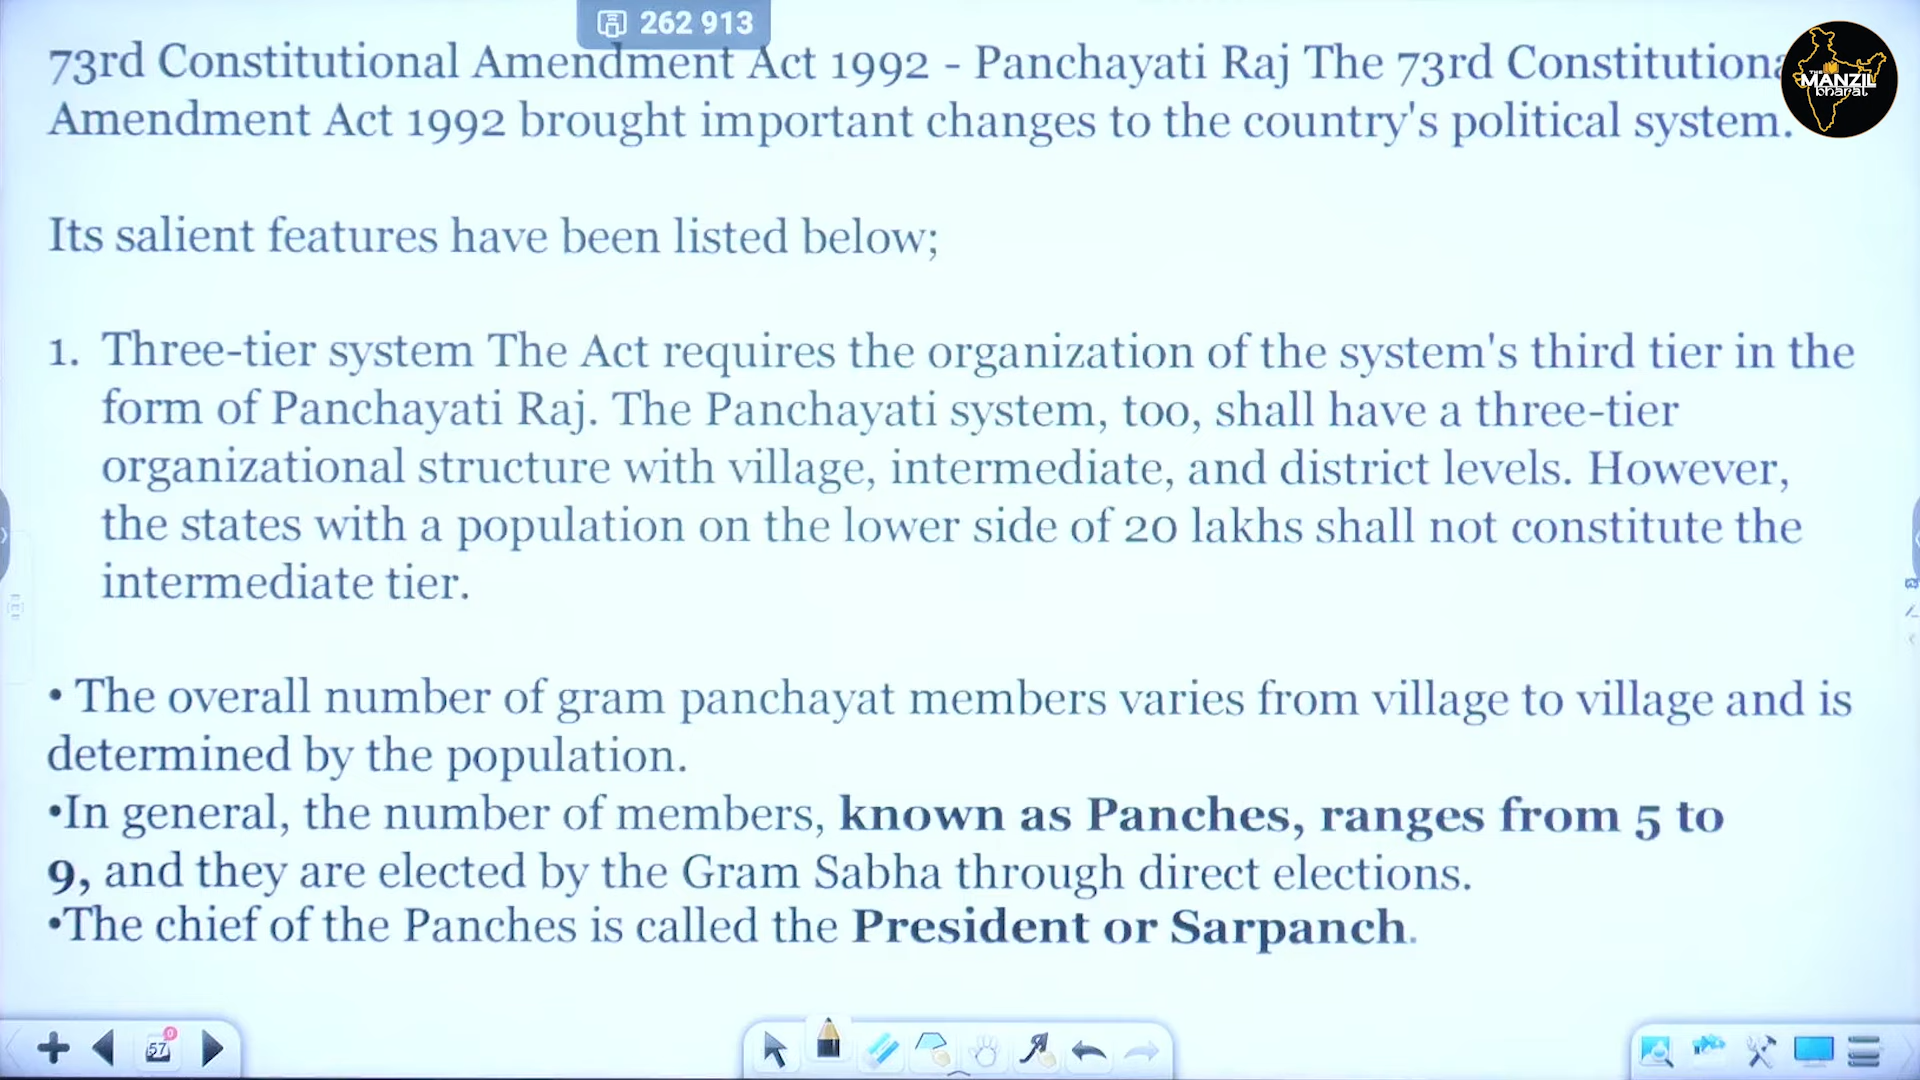 262 913
73rd Constitutional Amendment Act 1992 - Panchayati Raj The 73rd Constitutiona
Amendment Act 1992 brought important changes to the country's political system.
THE
MANZIL
bharat
Its salient features have been listed below;
1. Three-tier system The Act requires the organization of the system's third tier in the
form of Panchayati Raj. The Panchayati system, too, shall have a three-tier
organizational structure with village, intermediate, and district levels. However,
the states with a population on the lower side of 20 lakhs shall not constitute the
intermediate tier.
• The overall number of gram panchayat members varies from village to village and is
determined by the population.
•In general, the number of members, known as Panches, ranges from 5 to
9, and they are elected by the Gram Sabha through direct elections.
•The chief of the Panches is called the President or Sarpanch.
57
0